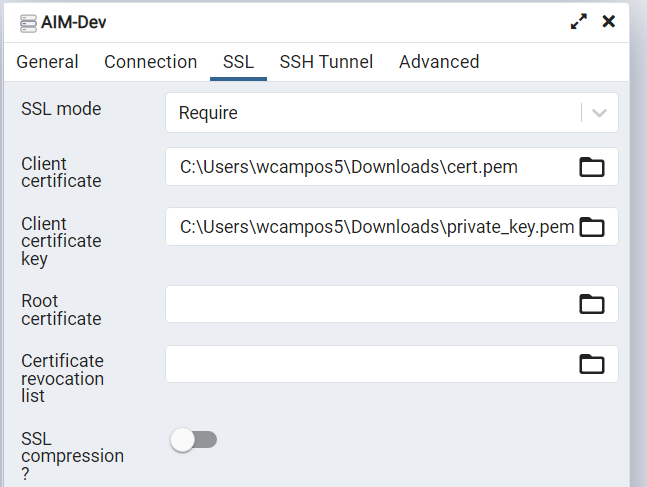 AIM-Dev
General Connection SSL SSH Tunnel Advanced
SSL mode
Require
Client
certificate
C:\Users\wcampos5\Downloads\cert.pem
Client
certificate
key
C:\Users\wcampos5\Downloads\private_key.pem
Root
certificate
Certificate
revocation
list
SSL
compression
?